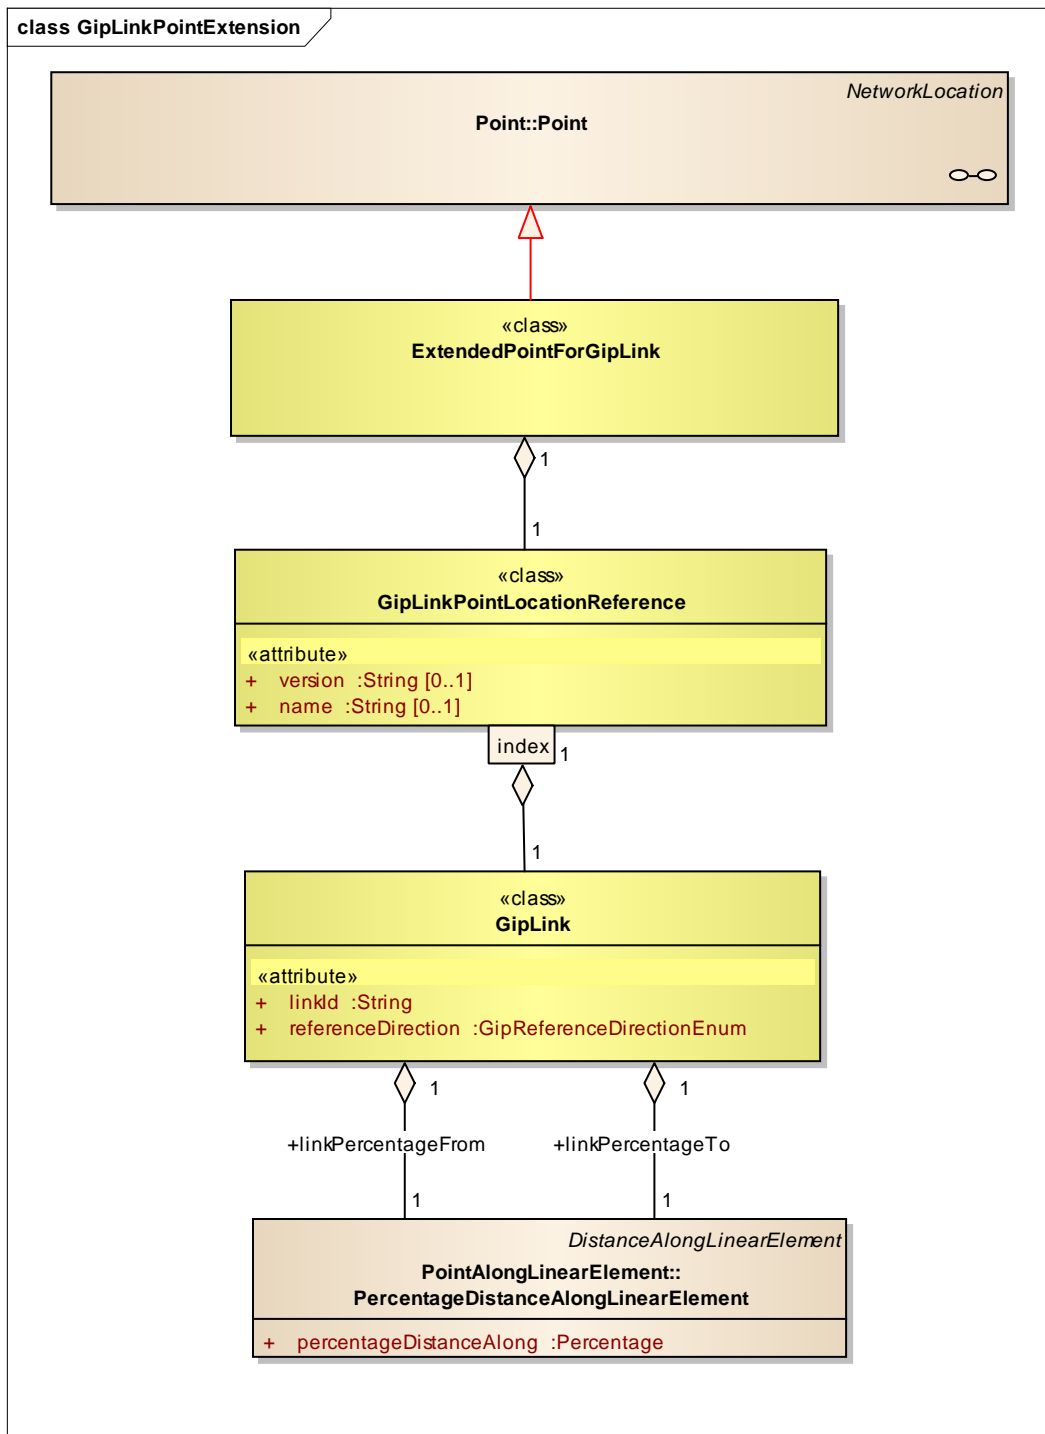 class GipLinkPointExtension
NetworkLocation
Point::Point
«class»
ExtendedPointForGipLink
1
1
«class»
GipLinkPointLocationReference
«attribute»
+ version :String [0..1]
+ name :String [0..1]
index
1
1
«class»
GipLink
«attribute»
+ linkId :String
+ referenceDirection :GipReferenceDirectionEnum
1
1
+linkPercentageFrom
+linkPercentageTo
1
1
DistanceAlongLinearElement
PointAlongLinearElement::
PercentageDistanceAlongLinearElement
+ percentageDistanceAlong :Percentage